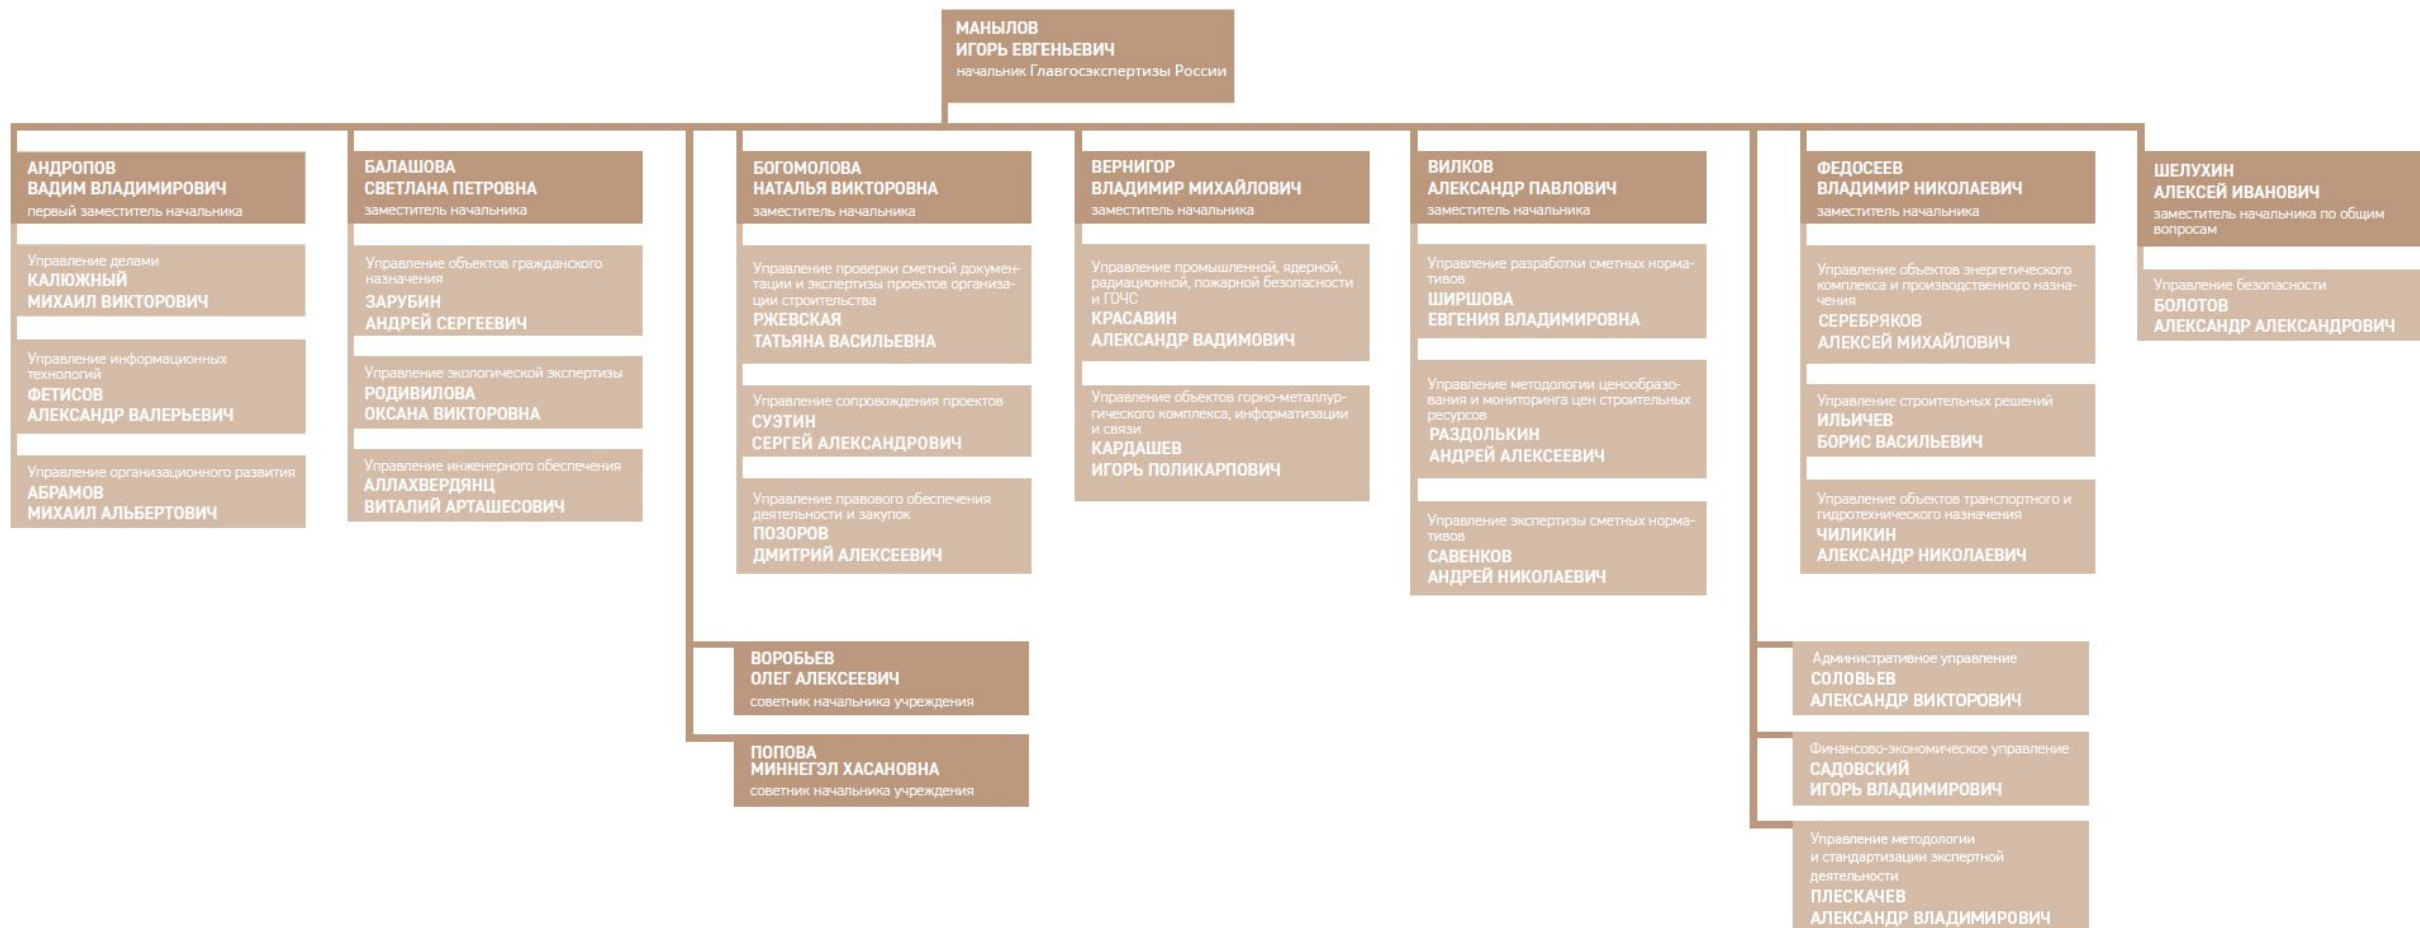 МАНЫЛОВ
ИГОРЬ ЕВГЕНЬЕВИЧ
начальник Главгосэкспертизы России
АНДРОПОВ
ВАДИМ ВЛАДИМИРОВИЧ
первый заместитель начальника
Управление делами
КАЛЮЖНЫЙ
МИХАИЛ ВИКТОРОВИЧ
Управление информационных
технологий
ФЕТИСОВ
АЛЕКСАНДР ВАЛЕРЬЕВИЧ
Управление организационного развития
АБРАМОВ
МИХАИЛ АЛЬБЕРТОВИЧ
БАЛАШОВА
СВЕТЛАНА ПЕТРОВНА
заместитель начальника
Управление объектов гражданского
назначения
ЗАРУБИН
АНДРЕЙ СЕРГЕЕВИЧ
Управление экологической экспертизы
РОДИВИЛОВА
ОКСАНА ВИКТОРОВНА
Управление инженерного обеспечения
АЛЛАХВЕРДЯНЦ
ВИТАЛИЙ АРТАШЕСОВИЧ
БОГОМОЛОВА
НАТАЛЬЯ ВИКТОРОВНА
заместитель начальника
Управление проверки сметной докумен-
тации и экспертизы проектов организа-
ции строительства
РЖЕВСКАЯ
ТАТЬЯНА ВАСИЛЬЕВНА
Управление сопровождения проектов
СУЭТИН
СЕРГЕЙ АЛЕКСАНДРОВИЧ
Управление правового обеспечения
деятельности и закупок
ПОЗОРОВ
ДМИТРИЙ АЛЕКСЕЕВИЧ
ВОРОБЬЕВ
ОЛЕГ АЛЕКСЕЕВИЧ
советник начальника учреждения
ПОПОВА
МИННЕГЭЛ ХАСАНОВНА
советник начальника учреждения
ВЕРНИГОР
ВЛАДИМИР МИХАЙЛОВИЧ
заместитель начальника
Управление промышленной, ядерной,
радиационной, пожарной безопасности
и ГОЧС
КРАСАВИН
АЛЕКСАНДР ВАДИМОВИЧ
Управление объектов горно-металлур-
гического комплекса, информатизации
и связи
КАРДАШЕВ
ИГОРЬ ПОЛИКАРПОВИЧ
ВИЛКОВ
АЛЕКСАНДР ПАВЛОВИЧ
заместитель начальника
Управление разработки сметных норма-
тивов
ШИРШОВА
ЕВГЕНИЯ ВЛАДИМИРОВНА
Управление методологии ценообразо-
вания и мониторинга цен строительных
ресурсов
РАЗДОЛЬКИН
АНДРЕЙ АЛЕКСЕЕВИЧ
Управление экспертизы сметных норма-
тивов
САВЕНКОВ
АНДРЕЙ НИКОЛАЕВИЧ
ФЕДОСЕЕВ
ВЛАДИМИР НИКОЛАЕВИЧ
заместитель начальника
Управление объектов энергетического
комплекса и производственного назна-
чения
СЕРЕБРЯКОВ
АЛЕКСЕЙ МИХАЙЛОВИЧ
Управление строительных решений
ИЛЬИЧЕВ
БОРИС ВАСИЛЬЕВИЧ
Управление объектов транспортного и
гидротехнического назначения
ЧИЛИКИН
АЛЕКСАНДР НИКОЛАЕВИЧ
Административное управление
СОЛОВЬЕВ
АЛЕКСАНДР ВИКТОРОВИЧ
Финансово-экономическое управление
САДОВСКИЙ
ИГОРЬ ВЛАДИМИРОВИЧ
Управление методологии
и стандартизации экспертной
деятельности
ПЛЕСКАЧЕВ
АЛЕКСАНДР ВЛАДИМИРОВИЧ
ШЕЛУХИН
АЛЕКСЕЙ ИВАНОВИЧ
заместитель начальника по общим
вопросам
Управление безопасности
БОЛОТОВ
АЛЕКСАНДР АЛЕКСАНДРОВИЧ